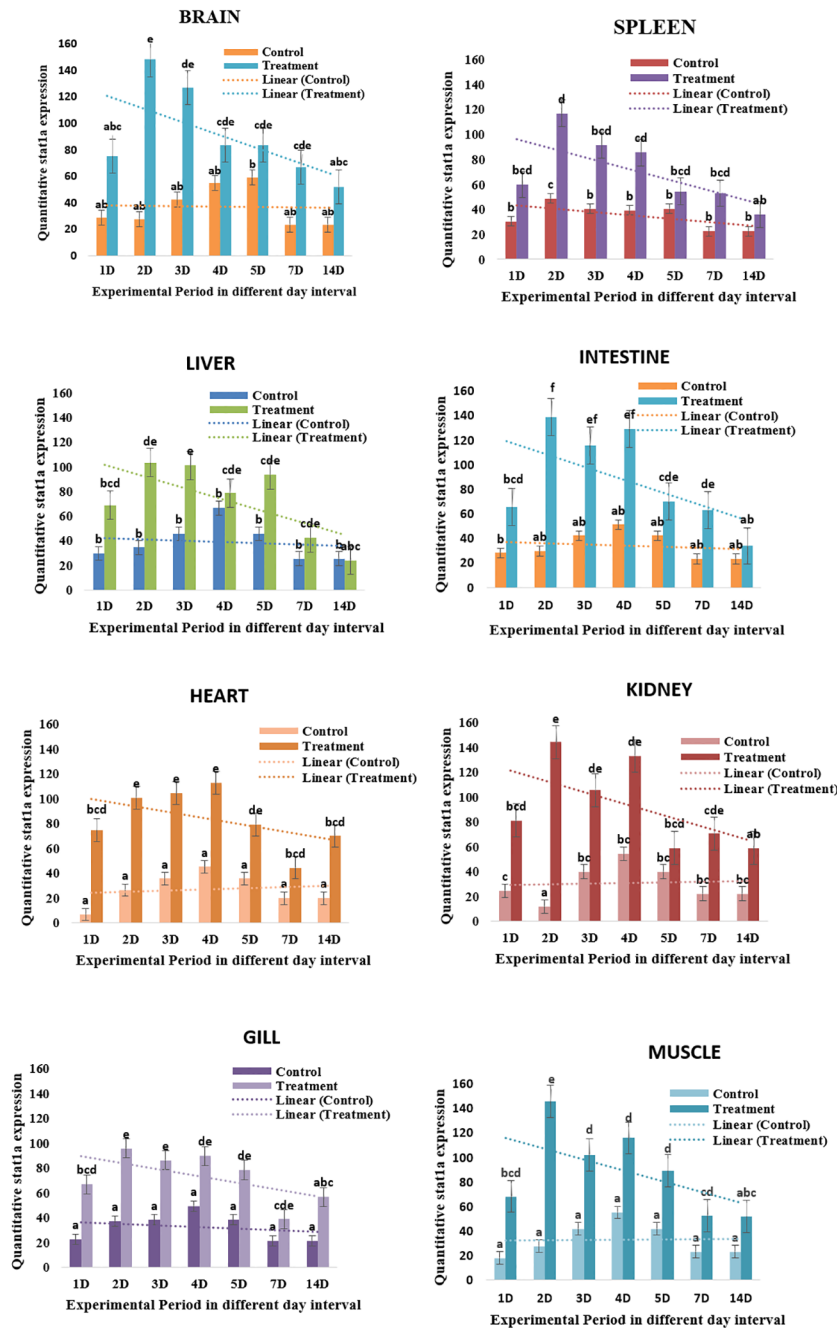 BRAIN
Quantitative stat1a expression
160
140
120
100
80
60
40
20
0
Control
Treatment
Linear (Control)
Linear (Treatment)
abc e de cde cde cde abc
ab ab ab ab b ab ab
1D 2D 3D 4D 5D 7D 14D
Experimental Period in different day interval
SPLEEN
Quantitative stat1a expression
160
140
120
100
80
60
40
20
0
Control
Treatment
Linear (Control)
Linear (Treatment)
bcd d bcd cd bcd bcd ab
b c b b b b b
1D 2D 3D 4D 5D 7D 14D
Experimental Period in different day interval
LIVER
Quantitative stat1a expression
160
140
120
100
80
60
40
20
0
Control
Treatment
Linear (Control)
Linear (Treatment)
bcd de e cde cde cde abc
b b b b b b b
1D 2D 3D 4D 5D 7D 14D
Experimental Period in different day interval
INTESTINE
Quantitative stat1a expression
160
140
120
100
80
60
40
20
0
Control
Treatment
Linear (Control)
Linear (Treatment)
bcd f ef ef cde cde ab
b ab ab ab ab ab ab
1D 2D 3D 4D 5D 7D 14D
Experimental Period in different day interval
HEART
Quantitative stat1a expression
160
140
120
100
80
60
40
20
0
Control
Treatment
Linear (Control)
Linear (Treatment)
bcd e e e de bcd bcd
a a a a a a a
1D 2D 3D 4D 5D 7D 14D
Experimental Period in different day interval
KIDNEY
Quantitative stat1a expression
160
140
120
100
80
60
40
20
0
Control
Treatment
Linear (Control)
Linear (Treatment)
bcd e de de bcd cde ab
c a bc bc bc bc bc
1D 2D 3D 4D 5D 7D 14D
Experimental Period in different day interval
GILL
Quantitative stat1a expression
160
140
120
100
80
60
40
20
0
Control
Treatment
Linear (Control)
Linear (Treatment)
bcd e e de de cde abc
a a a a a a a
1D 2D 3D 4D 5D 7D 14D
Experimental Period in different day interval
MUSCLE
Quantitative stat1a expression
160
140
120
100
80
60
40
20
0
Control
Treatment
Linear (Control)
Linear (Treatment)
bcd e d d d cd abc
a a a a a a a
1D 2D 3D 4D 5D 7D 14D
Experimental Period in different day interval